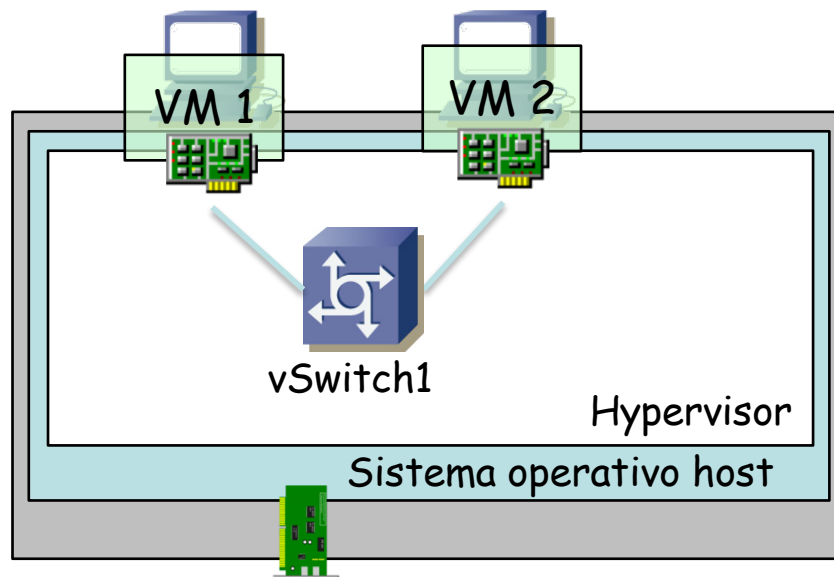 VM 1
VM 2
vSwitch1
Hypervisor
Sistema operativo host